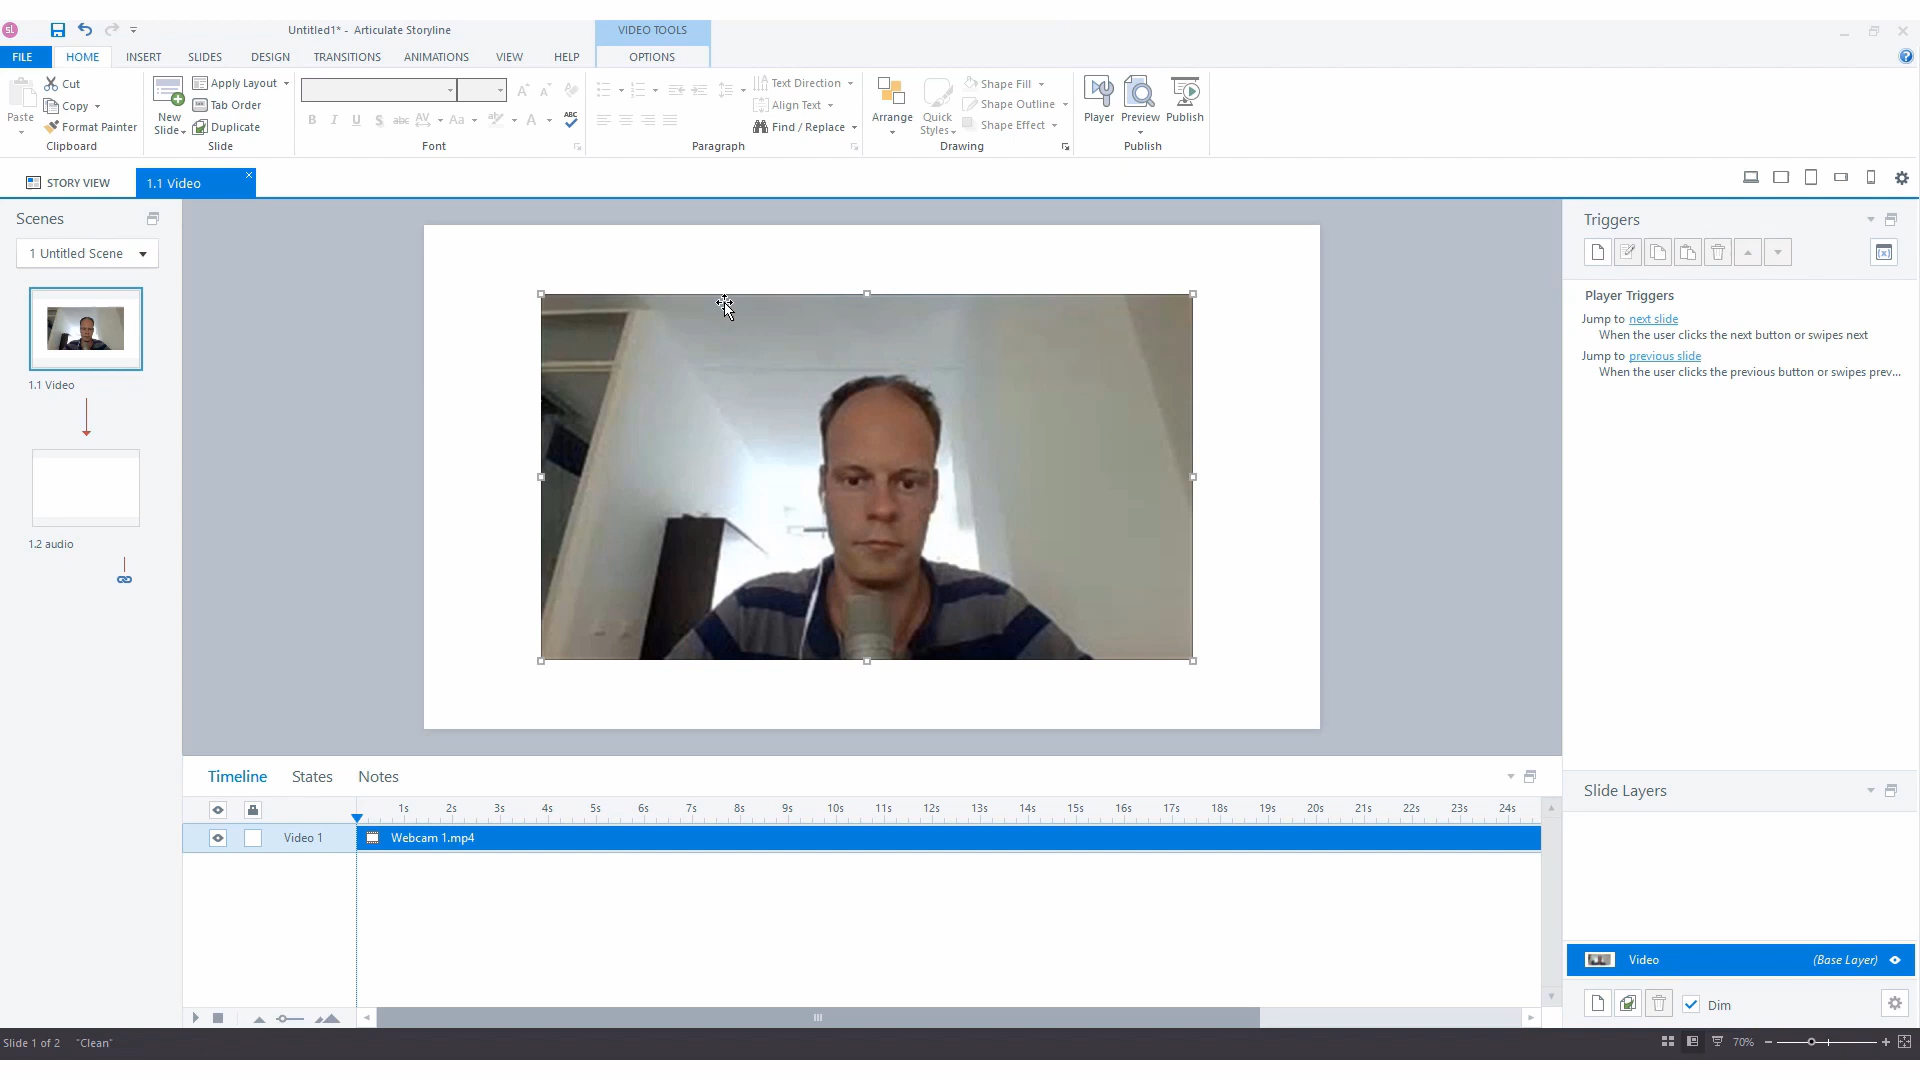 Untitled1* - Articulate Storyline
VIDEO TOOLS
FILE HOME INSERT SLIDES DESIGN TRANSITIONS ANIMATIONS VIEW HELP OPTIONS
Paste
Cut
Copy
Format Painter
Clipboard
New
Slide
Apply Layout
Tab Order
Duplicate
Slide
B I U S abc AV Aa A
ABC
Font
Text Direction
Align Text
Find / Replace
Paragraph
Arrange
Quick
Styles
Shape Fill
Shape Outline
Shape Effect
Drawing
Player
Preview
Publish
Publish
STORY VIEW
1.1 Video
Scenes
1 Untitled Scene
1.1 Video
1.2 audio
Triggers
Player Triggers
Jump to next slide
When the user clicks the next button or swipes next
Jump to previous slide
When the user clicks the previous button or swipes prev...
Timeline States Notes
1s 2s 3s 4s 5s 6s 7s 8s 9s 10s 11s 12s 13s 14s 15s 16s 17s 18s 19s 20s 21s 22s 23s 24s
Video 1
Webcam 1.mp4
Slide Layers
Video (Base Layer)
Dim
Slide 1 of 2 "Clean"
70%